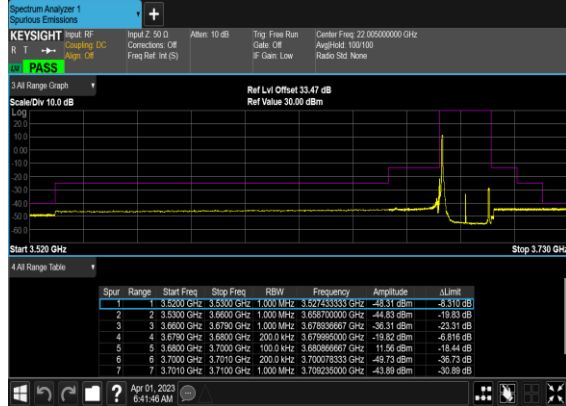 Spectrum Analyzer 1
Spurious Emissions
+
KEYSIGHT Input: RF Input Z: 50 Ω Atten: 10 dB Trig: Free Run Center Freq: 22.005000000 GHz
R T Coupling: DC Corrections: Off Gate: Off Avg|Hold: 100/100
Align: Off Freq Ref: Int (S) IF Gain: Low Radio Std: None
PASS
3 All Range Graph
Ref Lvl Offset 33.47 dB
Scale/Div 10.0 dB Ref Value 30.00 dBm
Log
20.0
10.0
0.00
-10.0
-20.0
-30.0
-40.0
-50.0
-60.0
Start 3.520 GHz Stop 3.730 GHz
4 All Range Table
Spur Range Start Freq Stop Freq RBW Frequency Amplitude ΔLimit
1 1 3.5200 GHz 3.5300 GHz 1.000 MHz 3.527433333 GHz -48.31 dBm -8.310 dB
2 2 3.5300 GHz 3.6600 GHz 1.000 MHz 3.658700000 GHz -44.83 dBm -19.83 dB
3 3 3.6600 GHz 3.6790 GHz 1.000 MHz 3.678936667 GHz -36.31 dBm -23.31 dB
4 4 3.6790 GHz 3.6800 GHz 200.0 kHz 3.679995000 GHz -19.82 dBm -6.816 dB
5 5 3.6800 GHz 3.7000 GHz 100.0 kHz 3.680866667 GHz 11.56 dBm -18.44 dB
6 6 3.7000 GHz 3.7010 GHz 200.0 kHz 3.700078333 GHz -49.73 dBm -36.73 dB
7 7 3.7010 GHz 3.7100 GHz 1.000 MHz 3.709235000 GHz -43.89 dBm -30.89 dB
? Apr 01, 2023
6:41:46 AM